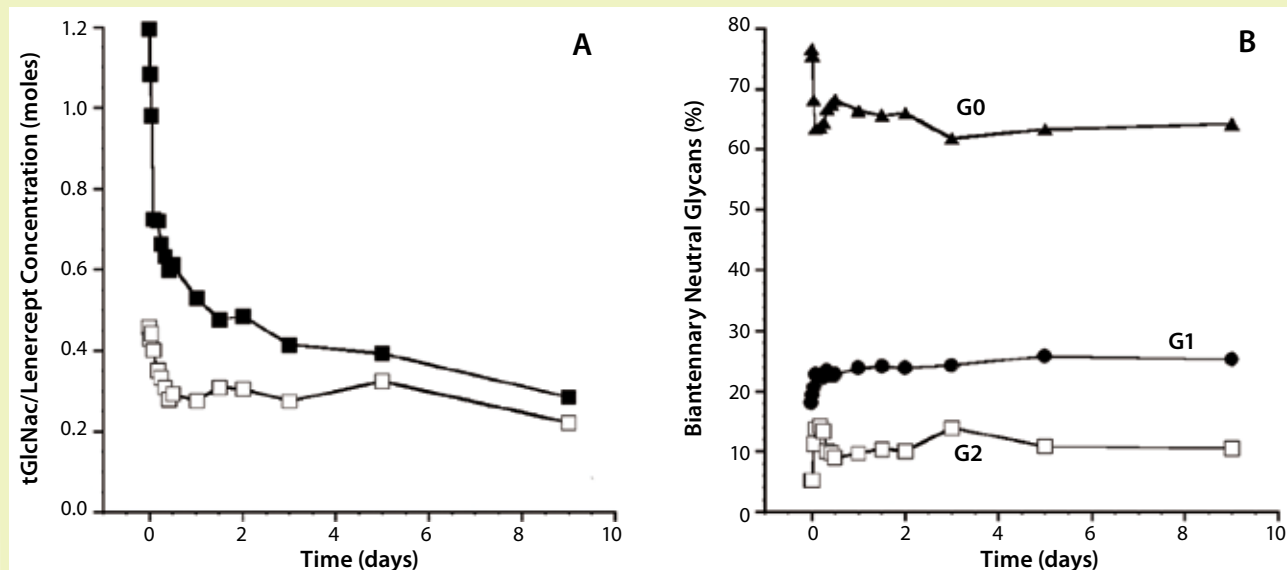 A
tGlcNac/Lenercept Concentration (moles)
1.2
1.0
0.8
0.6
0.4
0.2
0.0
0 2 4 6 8 10
Time (days)
B
Biantennary Neutral Glycans (%)
80
70
60
50
40
30
20
10
0
G0
G1
G2
0 2 4 6 8 10
Time (days)